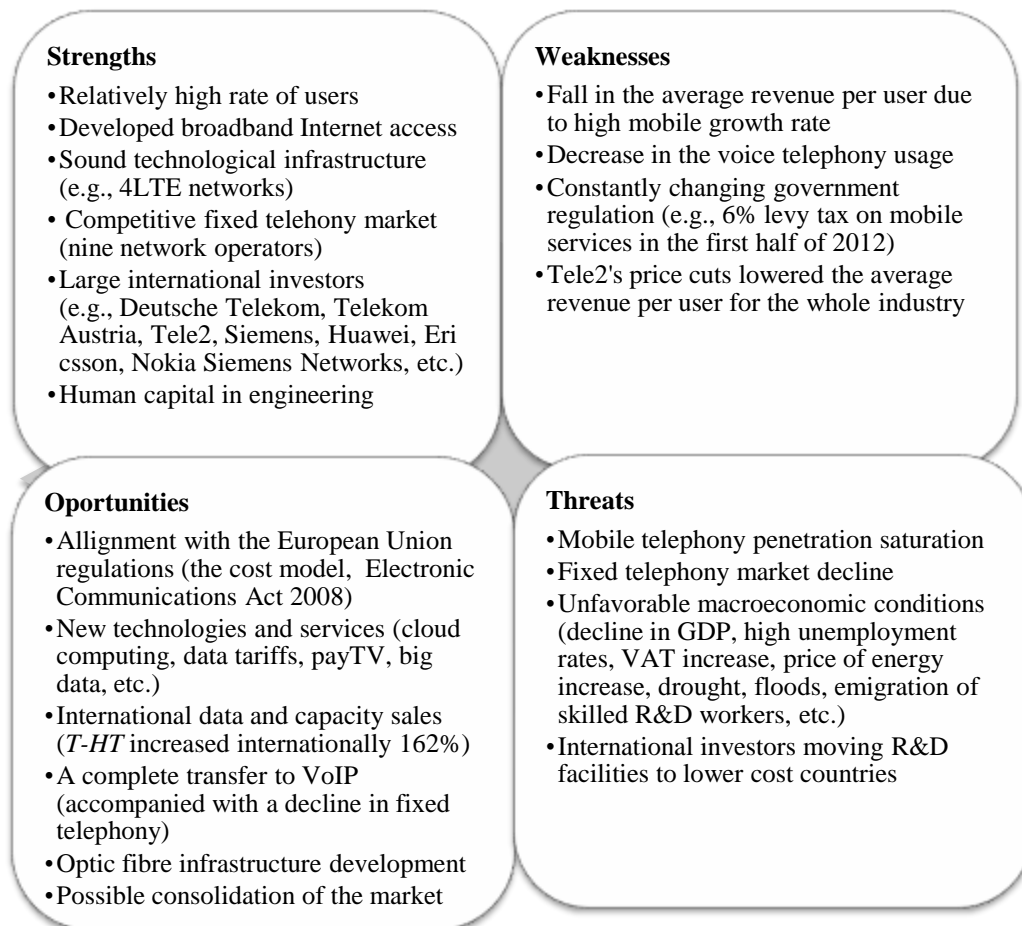 Strengths
•Relatively high rate of users
•Developed broadband Internet access
•Sound technological infrastructure
(e.g., 4LTE networks)
• Competitive fixed telehony market
(nine network operators)
•Large international investors
(e.g., Deutsche Telekom, Telekom
Austria, Tele2, Siemens, Huawei, Eri
csson, Nokia Siemens Networks, etc.)
•Human capital in engineering
Weaknesses
•Fall in the average revenue per user due
to high mobile growth rate
•Decrease in the voice telephony usage
•Constantly changing government
regulation (e.g., 6% levy tax on mobile
services in the first half of 2012)
•Tele2's price cuts lowered the average
revenue per user for the whole industry
Oportunities
•Allignment with the European Union
regulations (the cost model, Electronic
Communications Act 2008)
•New technologies and services (cloud
computing, data tariffs, payTV, big
data, etc.)
•International data and capacity sales
(T-HT increased internationally 162%)
•A complete transfer to VoIP
(accompanied with a decline in fixed
telephony)
•Optic fibre infrastructure development
•Possible consolidation of the market
Threats
•Mobile telephony penetration saturation
•Fixed telephony market decline
•Unfavorable macroeconomic conditions
(decline in GDP, high unemployment
rates, VAT increase, price of energy
increase, drought, floods, emigration of
skilled R&D workers, etc.)
•International investors moving R&D
facilities to lower cost countries